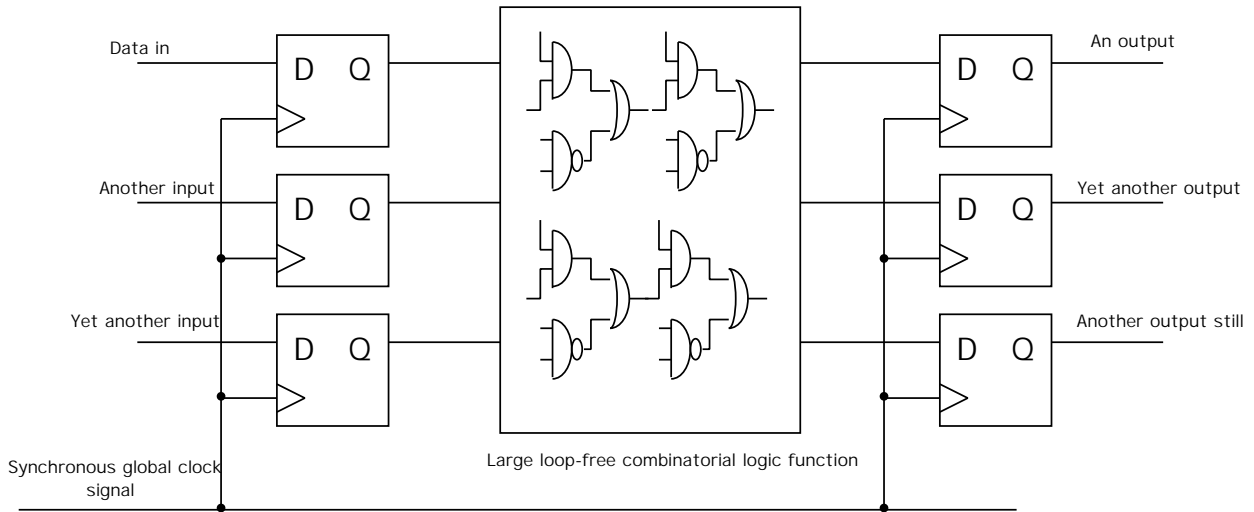 Data in
D Q
An output
D Q
Another input
D Q
Yet another output
D Q
Yet another input
D Q
Another output still
D Q
Large loop-free combinatorial logic function
Synchronous global clock
signal